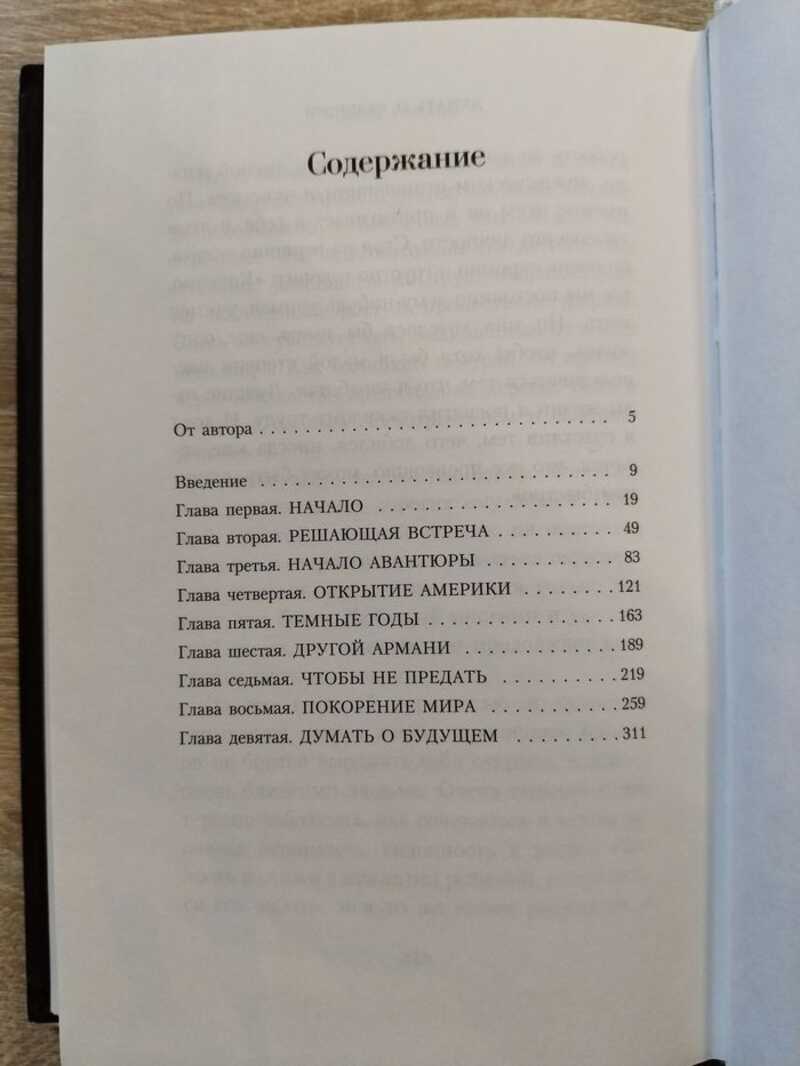 Содержание
От автора . . . . . . . . . . . . . . . . . . . . . . . . . . . . . . 5
Введение . . . . . . . . . . . . . . . . . . . . . . . . . . . . . . 9
Глава первая. НАЧАЛО . . . . . . . . . . . . . . . . . . . . 19
Глава вторая. РЕШАЮЩАЯ ВСТРЕЧА . . . . . . . . . . 49
Глава третья. НАЧАЛО АВАНТЮРЫ . . . . . . . . . . . 83
Глава четвертая. ОТКРЫТИЕ АМЕРИКИ . . . . . . . . 121
Глава пятая. ТЕМНЫЕ ГОДЫ . . . . . . . . . . . . . . . . 163
Глава шестая. ДРУГОЙ АРМАНИ . . . . . . . . . . . . . 189
Глава седьмая. ЧТОБЫ НЕ ПРЕДАТЬ . . . . . . . . . . 219
Глава восьмая. ПОКОРЕНИЕ МИРА . . . . . . . . . . . 259
Глава девятая. ДУМАТЬ О БУДУЩЕМ . . . . . . . . . 311